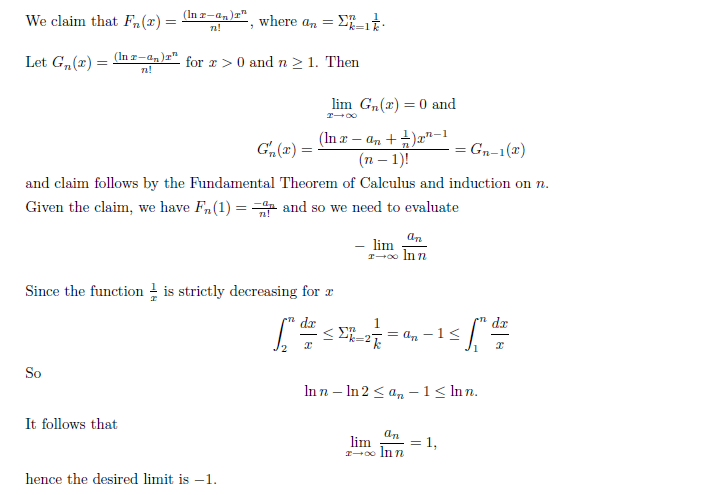 We claim that $F_n(x) = \frac{(\ln x - a_n)x^n}{n!}$, where $a_n = \Sigma_{k=1}^n \frac{1}{k}$.
Let $G_n(x) = \frac{(\ln x - a_n)x^n}{n!}$ for $x > 0$ and $n \geq 1$. Then
$\lim_{x \to \infty} G_n(x) = 0$ and
$G'_n(x) = \frac{(\ln x - a_n + \frac{1}{n})x^{n-1}}{(n-1)!} = G_{n-1}(x)$
and claim follows by the Fundamental Theorem of Calculus and induction on $n$.
Given the claim, we have $F_n(1) = \frac{-a_n}{n!}$ and so we need to evaluate
$- \lim_{x \to \infty} \frac{a_n}{\ln n}$
Since the function $\frac{1}{x}$ is strictly decreasing for $x$
$\int_2^n \frac{dx}{x} \leq \Sigma_{k=2}^n \frac{1}{k} = a_n - 1 \leq \int_1^n \frac{dx}{x}$
So
$\ln n - \ln 2 \leq a_n - 1 \leq \ln n.$
It follows that
$\lim_{x \to \infty} \frac{a_n}{\ln n} = 1,$
hence the desired limit is $-1$.